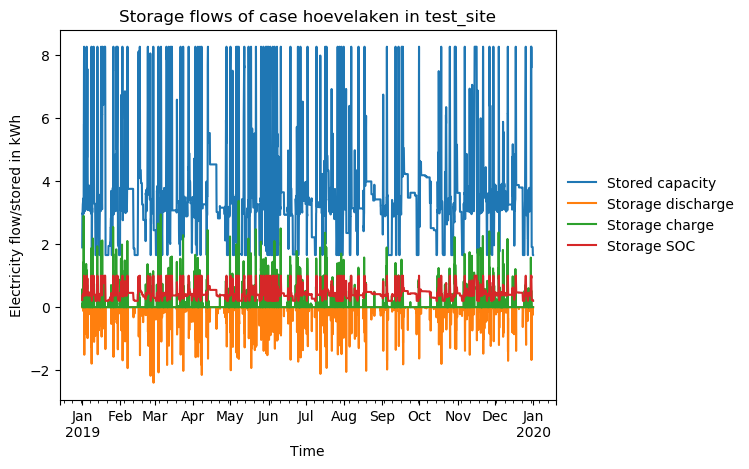 Storage flows of case hoevelaken in test_site
Electricity flow/stored in kWh
8
6
4
2
0
−2
Jan Feb Mar Apr May Jun Jul Aug Sep Oct Nov Dec Jan
2019 2020
Time
Stored capacity
Storage discharge
Storage charge
Storage SOC